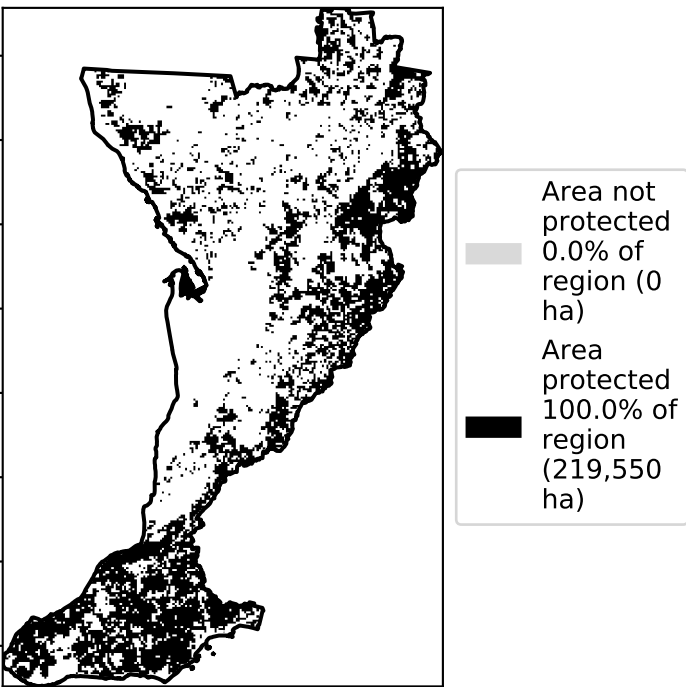 Area not
protected
0.0% of
region (0
ha)
Area
protected
100.0% of
region
(219,550
ha)